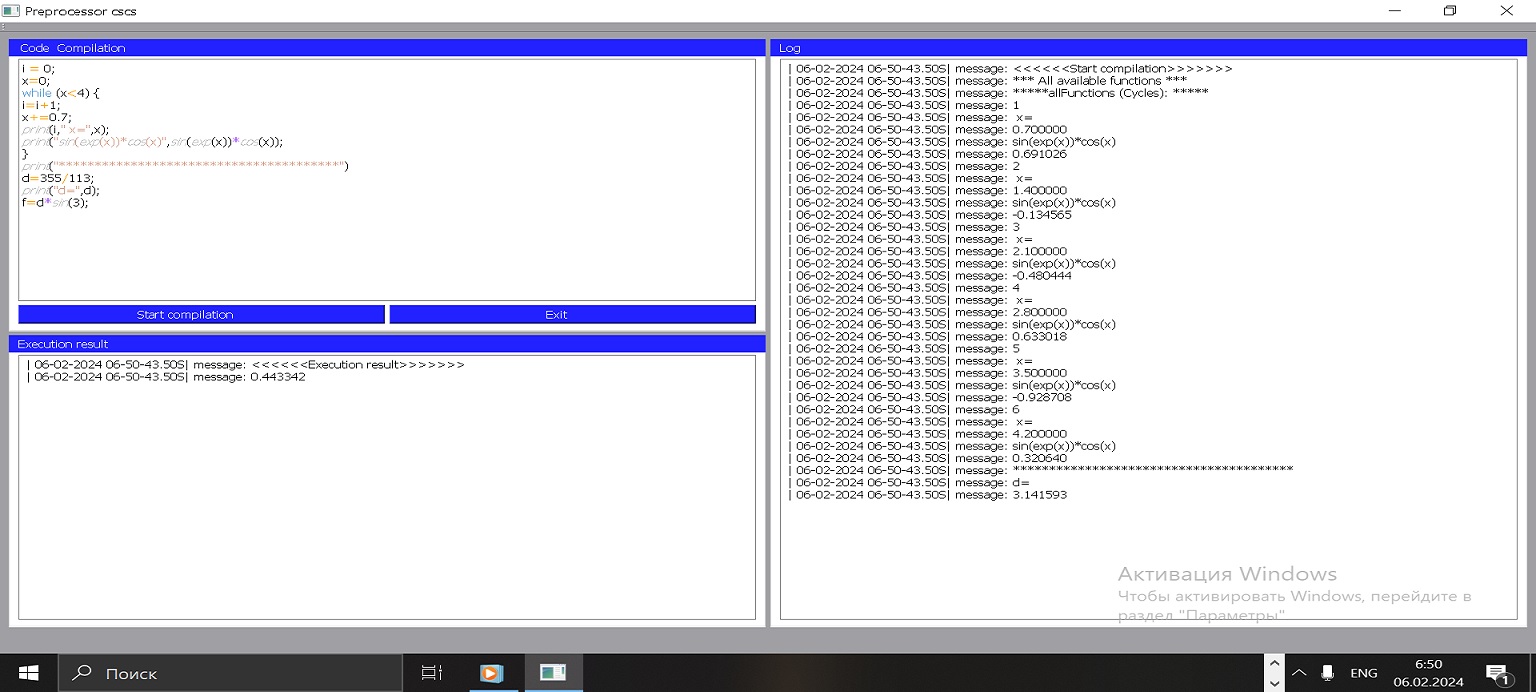 Preprocessor cscs
Code Compilation
i = 0;
x=0;
while (x<4) {
i=i+1;
x+=0.7;
print(i," x=",x);
print("sin(exp(x))*cos(x)",sin(exp(x))*cos(x));
}
print("***************************************")
d=355/113;
print("d=",d);
f=d*sin(3);
Start compilation
Exit
Execution result
| 06-02-2024 06-50-43.50S| message: <<<<<<Execution result>>>>>>>
| 06-02-2024 06-50-43.50S| message: 0.443342
Log
| 06-02-2024 06-50-43.50S| message: <<<<<<Start compilation>>>>>>>
| 06-02-2024 06-50-43.50S| message: *** All available functions ***
| 06-02-2024 06-50-43.50S| message: *****allFunctions (Cycles): *****
| 06-02-2024 06-50-43.50S| message: 1
| 06-02-2024 06-50-43.50S| message:  x=
| 06-02-2024 06-50-43.50S| message: 0.700000
| 06-02-2024 06-50-43.50S| message: sin(exp(x))*cos(x)
| 06-02-2024 06-50-43.50S| message: 0.691026
| 06-02-2024 06-50-43.50S| message: 2
| 06-02-2024 06-50-43.50S| message:  x=
| 06-02-2024 06-50-43.50S| message: 1.400000
| 06-02-2024 06-50-43.50S| message: sin(exp(x))*cos(x)
| 06-02-2024 06-50-43.50S| message: -0.134565
| 06-02-2024 06-50-43.50S| message: 3
| 06-02-2024 06-50-43.50S| message:  x=
| 06-02-2024 06-50-43.50S| message: 2.100000
| 06-02-2024 06-50-43.50S| message: sin(exp(x))*cos(x)
| 06-02-2024 06-50-43.50S| message: -0.480444
| 06-02-2024 06-50-43.50S| message: 4
| 06-02-2024 06-50-43.50S| message:  x=
| 06-02-2024 06-50-43.50S| message: 2.800000
| 06-02-2024 06-50-43.50S| message: sin(exp(x))*cos(x)
| 06-02-2024 06-50-43.50S| message: 0.633018
| 06-02-2024 06-50-43.50S| message: 5
| 06-02-2024 06-50-43.50S| message:  x=
| 06-02-2024 06-50-43.50S| message: 3.500000
| 06-02-2024 06-50-43.50S| message: sin(exp(x))*cos(x)
| 06-02-2024 06-50-43.50S| message: -0.928708
| 06-02-2024 06-50-43.50S| message: 6
| 06-02-2024 06-50-43.50S| message:  x=
| 06-02-2024 06-50-43.50S| message: 4.200000
| 06-02-2024 06-50-43.50S| message: sin(exp(x))*cos(x)
| 06-02-2024 06-50-43.50S| message: 0.320640
| 06-02-2024 06-50-43.50S| message: ***************************************
| 06-02-2024 06-50-43.50S| message: d=
| 06-02-2024 06-50-43.50S| message: 3.141593
Активация Windows
Чтобы активировать Windows, перейдите в
раздел "Параметры"
Поиск
ENG
6:50
06.02.2024
1